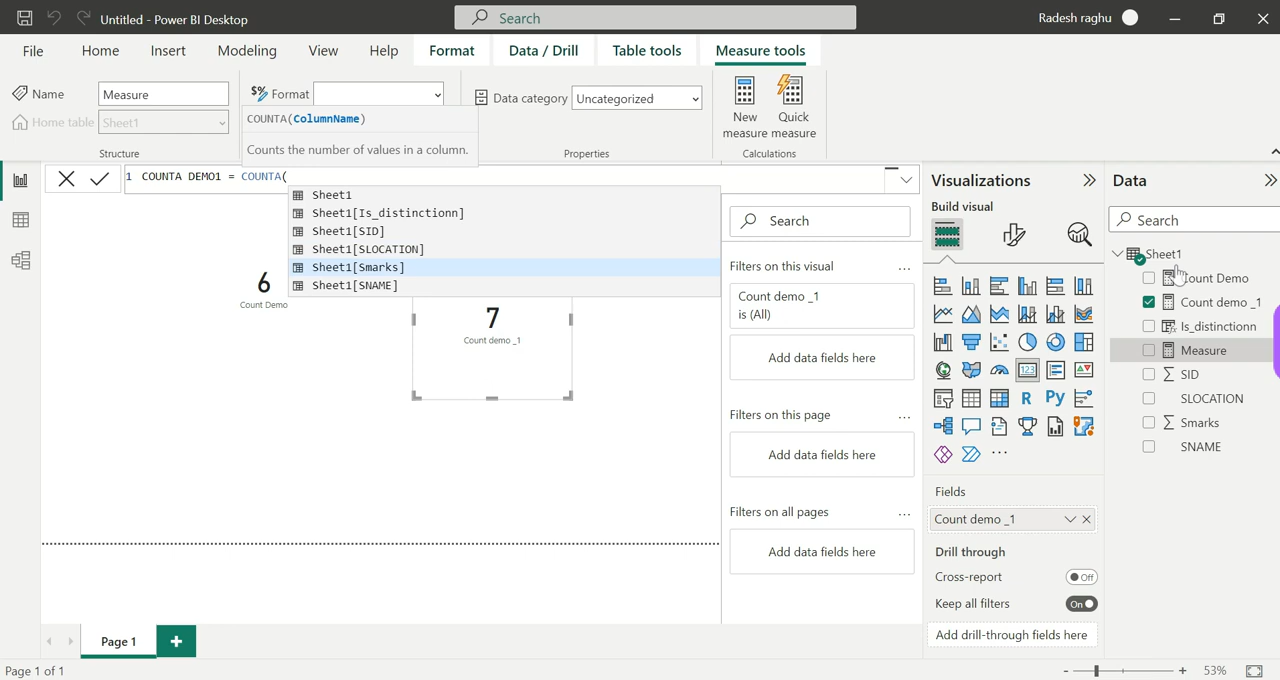 Untitled - Power BI Desktop
Search
Radesh raghu
File
Home
Insert
Modeling
View
Help
Format
Data / Drill
Table tools
Measure tools
Name
Measure
Home table
Sheet1
Structure
$% Format
COUNTA(ColumnName)
Counts the number of values in a column.
Data category
Uncategorized
Properties
New
measure
Quick
measure
Calculations
1 COUNTA DEMO1 = COUNTA(
Sheet1
Sheet1[Is_distinctionn]
Sheet1[SID]
Sheet1[SLOCATION]
Sheet1[Smarks]
Sheet1[SNAME]
6
Count Demo
7
Count demo _1
Search
Filters on this visual
...
Count demo _1
is (All)
Add data fields here
Filters on this page
...
Add data fields here
Filters on all pages
...
Add data fields here
Visualizations
Build visual
123
R
Py
...
Fields
Count demo _1
Drill through
Cross-report
Off
Keep all filters
On
Add drill-through fields here
Data
Search
Sheet1
Count Demo
Count demo _1
Is_distinctionn
Measure
SID
SLOCATION
Smarks
SNAME
Page 1
Page 1 of 1
53%